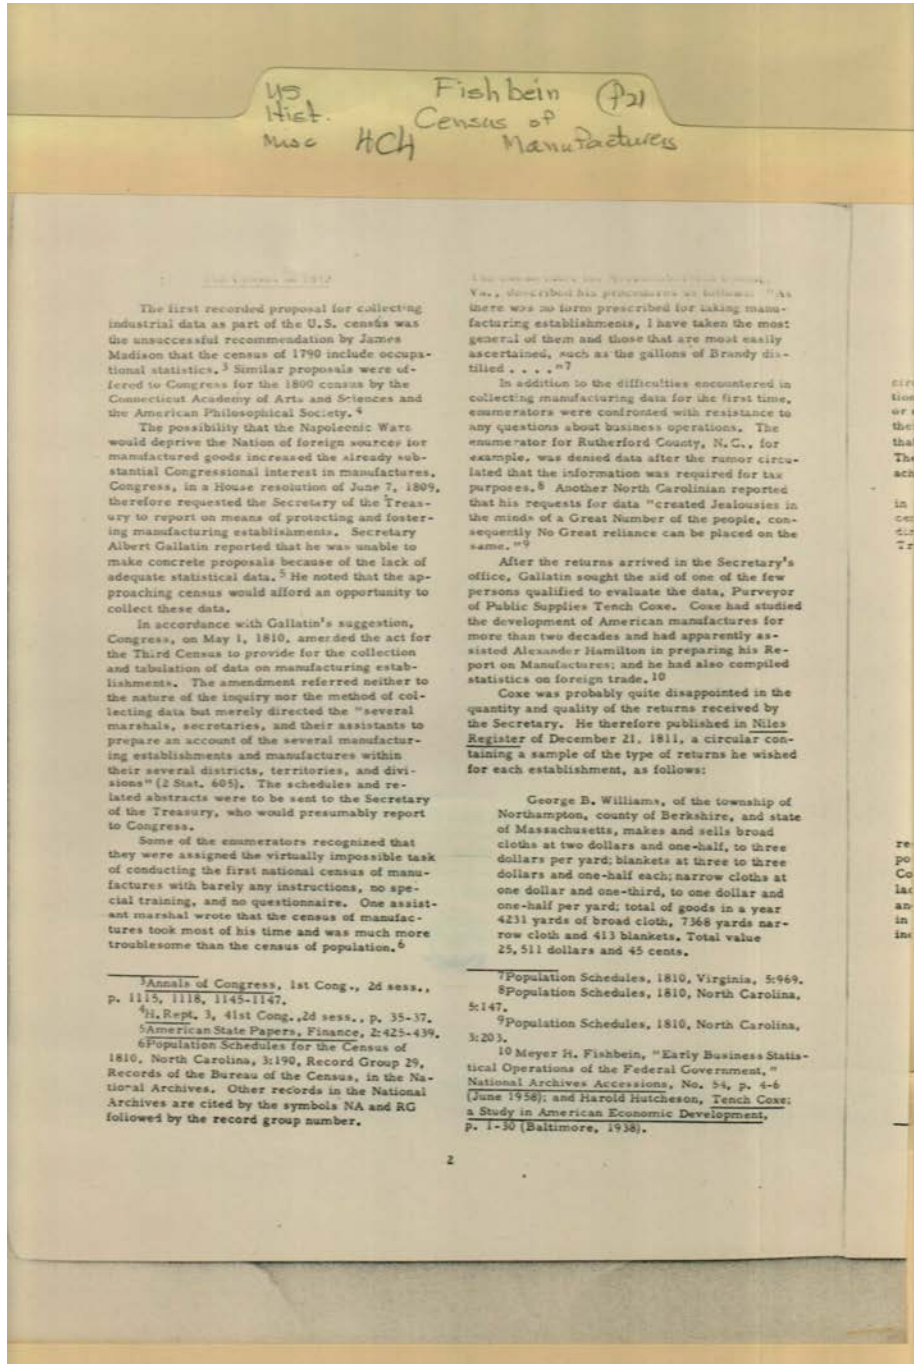 US Fishbein P21
Hist. Census of
Misc 4CH Manufacturers
The Census of 1810
The first recorded proposal for collecting
industrial data as part of the U.S. census was
the unsuccessful recommendation by James
Madison that the census of 1790 include occupa-
tional statistics.3 Similar proposals were of-
fered to Congress for the 1800 census by the
Connecticut Academy of Arts and Sciences and
the American Philosophical Society.4
The possibility that the Napoleonic Wars
would deprive the Nation of foreign sources for
manufactured goods increased the already sub-
stantial Congressional interest in manufactures.
Congress, in a House resolution of June 7, 1809,
therefore requested the Secretary of the Treas-
ury to report on means of protecting and foster-
ing manufacturing establishments. Secretary
Albert Gallatin reported that he was unable to
make concrete proposals because of the lack of
adequate statistical data.5 He noted that the ap-
proaching census would afford an opportunity to
collect these data.
In accordance with Gallatin's suggestion,
Congress, on May 1, 1810, amended the act for
the Third Census to provide for the collection
and tabulation of data on manufacturing estab-
lishments. The amendment referred neither to
the nature of the inquiry nor the method of col-
lecting data but merely directed the "several
marshals, secretaries, and their assistants to
prepare an account of the several manufactur-
ing establishments and manufactures within
their several districts, territories, and divi-
sions" (2 Stat. 605). The schedules and re-
lated abstracts were to be sent to the Secretary
of the Treasury, who would presumably report
to Congress.
Some of the enumerators recognized that
they were assigned the virtually impossible task
of conducting the first national census of manu-
factures with barely any instructions, no spe-
cial training, and no questionnaire. One assist-
ant marshal wrote that the census of manufac-
tures took most of his time and was much more
troublesome than the census of population.6
3Annals of Congress, 1st Cong., 2d sess.,
p. 1115, 1118, 1145-1147.
4H. Rept. 3, 41st Cong., 2d sess., p. 35-37.
5American State Papers, Finance, 2:425-439.
6Population Schedules for the Census of
1810, North Carolina, 3:190, Record Group 29,
Records of the Bureau of the Census, in the Na-
tional Archives. Other records in the National
Archives are cited by the symbols NA and RG
followed by the record group number.
Va., described his procedures as follows: "As
there was no form prescribed for taking manu-
facturing establishments, I have taken the most
general of them and those that are most easily
ascertained, such as the gallons of Brandy dis-
tilled . . . ."7
In addition to the difficulties encountered in
collecting manufacturing data for the first time,
enumerators were confronted with resistance to
any questions about business operations. The
enumerator for Rutherford County, N.C., for
example, was denied data after the rumor circu-
lated that the information was required for tax
purposes.8 Another North Carolinian reported
that his requests for data "created Jealousies in
the minds of a Great Number of the people, con-
sequently No Great reliance can be placed on the
same."9
After the returns arrived in the Secretary's
office, Gallatin sought the aid of one of the few
persons qualified to evaluate the data, Purveyor
of Public Supplies Tench Coxe. Coxe had studied
the development of American manufactures for
more than two decades and had apparently as-
sisted Alexander Hamilton in preparing his Re-
port on Manufactures; and he had also compiled
statistics on foreign trade.10
Coxe was probably quite disappointed in the
quantity and quality of the returns received by
the Secretary. He therefore published in Niles
Register of December 21, 1811, a circular con-
taining a sample of the type of returns he wished
for each establishment, as follows:
George B. Williams, of the township of
Northampton, county of Berkshire, and state
of Massachusetts, makes and sells broad
cloths at two dollars and one-half, to three
dollars per yard; blankets at three to three
dollars and one-half each; narrow cloths at
one dollar and one-third, to one dollar and
one-half per yard; total of goods in a year
4231 yards of broad cloth, 7368 yards nar-
row cloth and 413 blankets. Total value
25, 511 dollars and 45 cents.
7Population Schedules, 1810, Virginia, 5:969.
8Population Schedules, 1810, North Carolina,
5:147.
9Population Schedules, 1810, North Carolina,
3:203.
10 Meyer H. Fishbein, "Early Business Statis-
tical Operations of the Federal Government,"
National Archives Accessions, No. 54, p. 4-6
(June 1958); and Harold Hutcheson, Tench Coxe:
a Study in American Economic Development,
p. 1-30 (Baltimore, 1938).
2